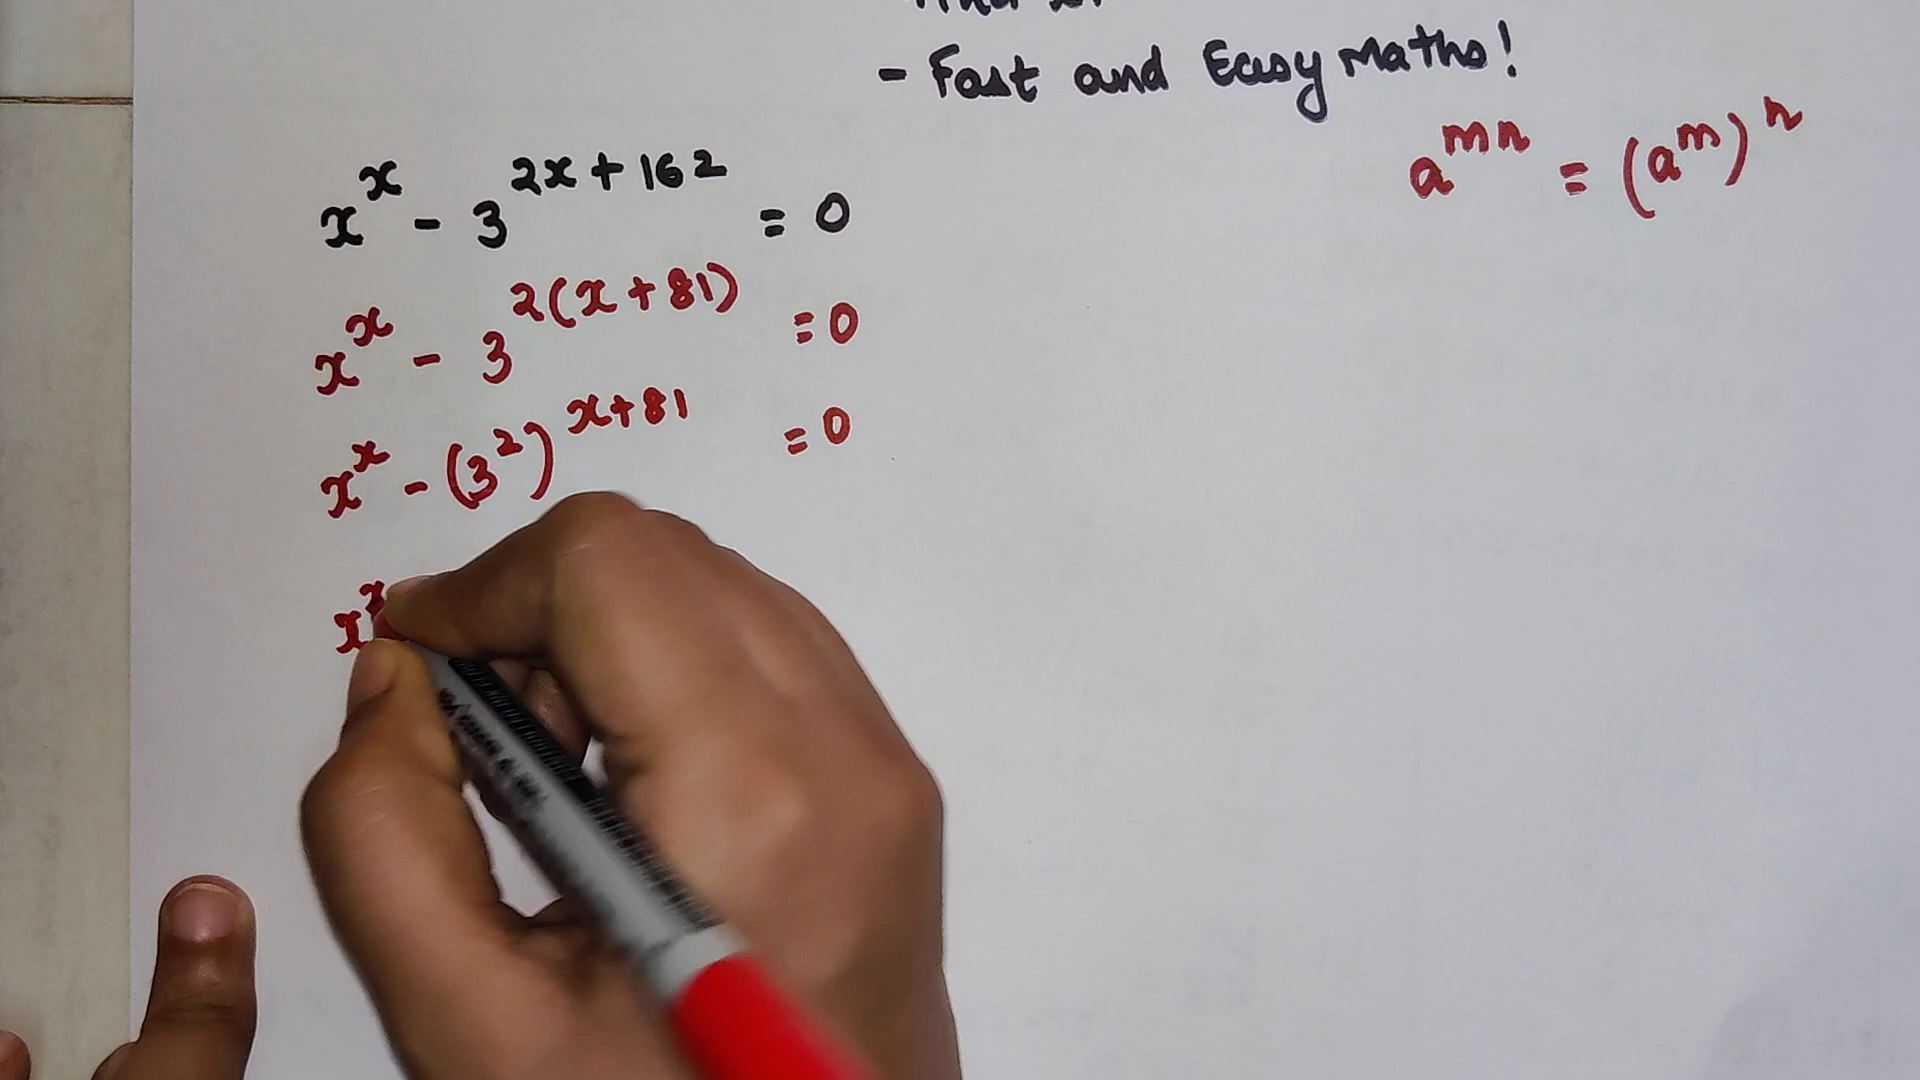 - Fast and Easy Maths!
a^{mn} = (a^m)^n
x^x - 3^{2x+162} = 0
x^x - 3^{2(x+81)} = 0
x^x - (3^2)^{x+81} = 0
x^x